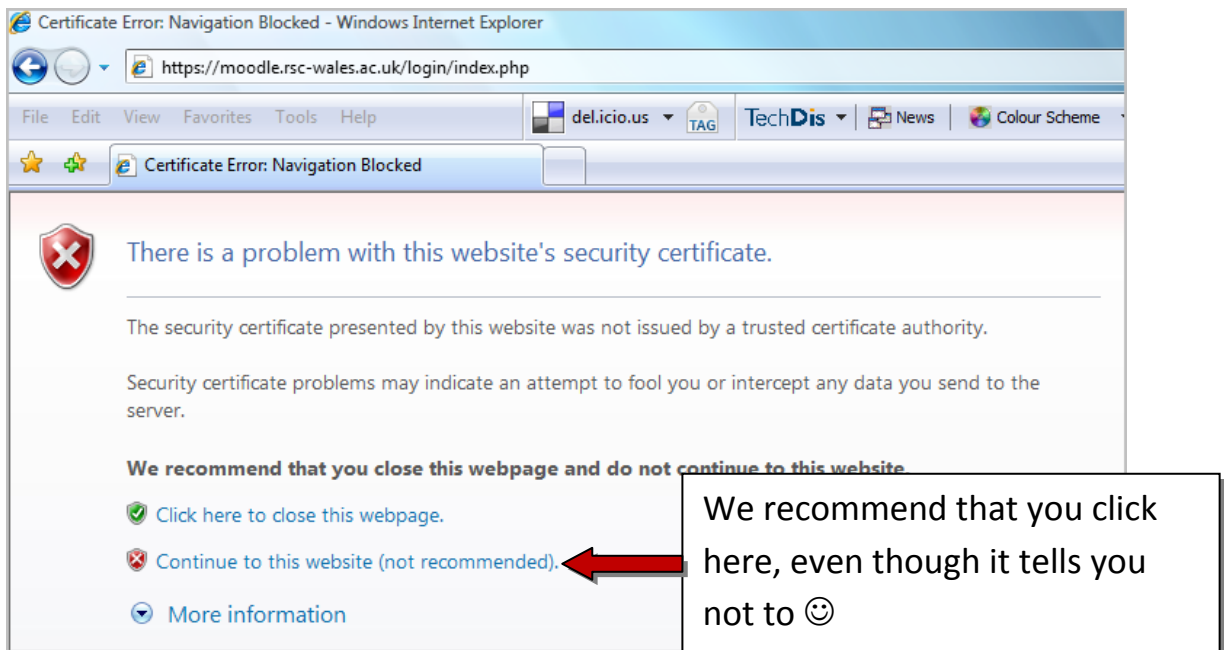 Certificate Error: Navigation Blocked - Windows Internet Explorer
https://moodle.rsc-wales.ac.uk/login/index.php
File Edit View Favorites Tools Help del.icio.us TAG TechDis News Colour Scheme
Certificate Error: Navigation Blocked
There is a problem with this website's security certificate.
The security certificate presented by this website was not issued by a trusted certificate authority.
Security certificate problems may indicate an attempt to fool you or intercept any data you send to the
server.
We recommend that you close this webpage and do not continue to this website.
Click here to close this webpage.
Continue to this website (not recommended).
More information
We recommend that you click
here, even though it tells you
not to ☺